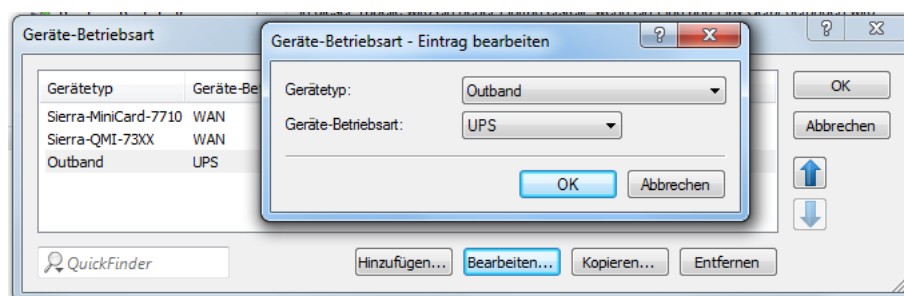 Geräte-Betriebsart
Geräte-Betriebsart - Eintrag bearbeiten
Gerätetyp
Geräte-Be
Sierra-MiniCard-7710 WAN
Sierra-QMI-73XX WAN
Outband UPS
Gerätetyp:
Outband
Geräte-Betriebsart:
UPS
OK
Abbrechen
OK
Abbrechen
QuickFinder
Hinzufügen...
Bearbeiten...
Kopieren...
Entfernen